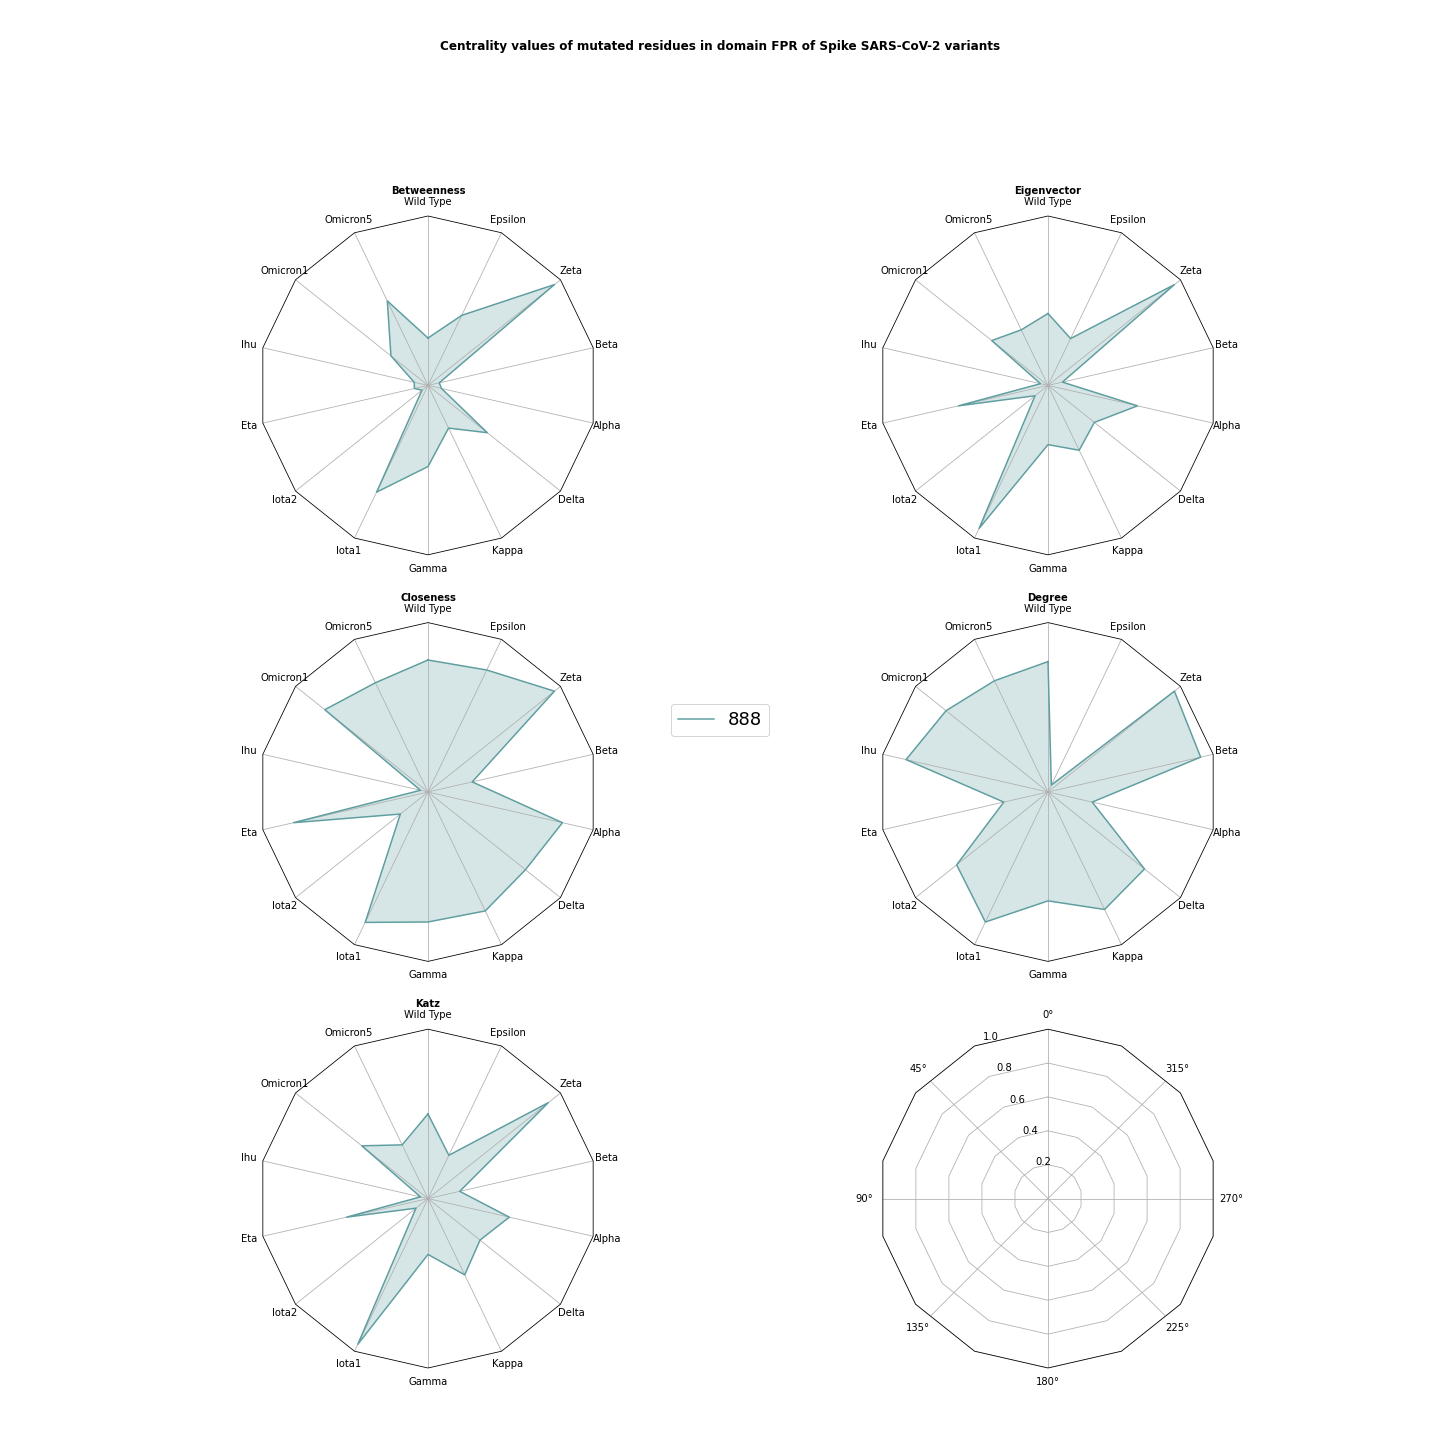 Centrality values of mutated residues in domain FPR of Spike SARS-CoV-2 variants
Betweenness
Wild Type
Omicron5
Epsilon
Omicron1
Zeta
Ihu
Beta
Eta
Alpha
Iota2
Delta
Iota1
Kappa
Gamma
Eigenvector
Wild Type
Omicron5
Epsilon
Omicron1
Zeta
Ihu
Beta
Eta
Alpha
Iota2
Delta
Iota1
Kappa
Gamma
Closeness
Wild Type
Omicron5
Epsilon
Omicron1
Zeta
Ihu
Beta
Eta
Alpha
Iota2
Delta
Iota1
Kappa
Gamma
888
Degree
Wild Type
Omicron5
Epsilon
Omicron1
Zeta
Ihu
Beta
Eta
Alpha
Iota2
Delta
Iota1
Kappa
Gamma
Katz
Wild Type
Omicron5
Epsilon
Omicron1
Zeta
Ihu
Beta
Eta
Alpha
Iota2
Delta
Iota1
Kappa
Gamma
0°
1.0
45°
0.8
315°
0.6
0.4
0.2
90°
270°
135°
225°
180°